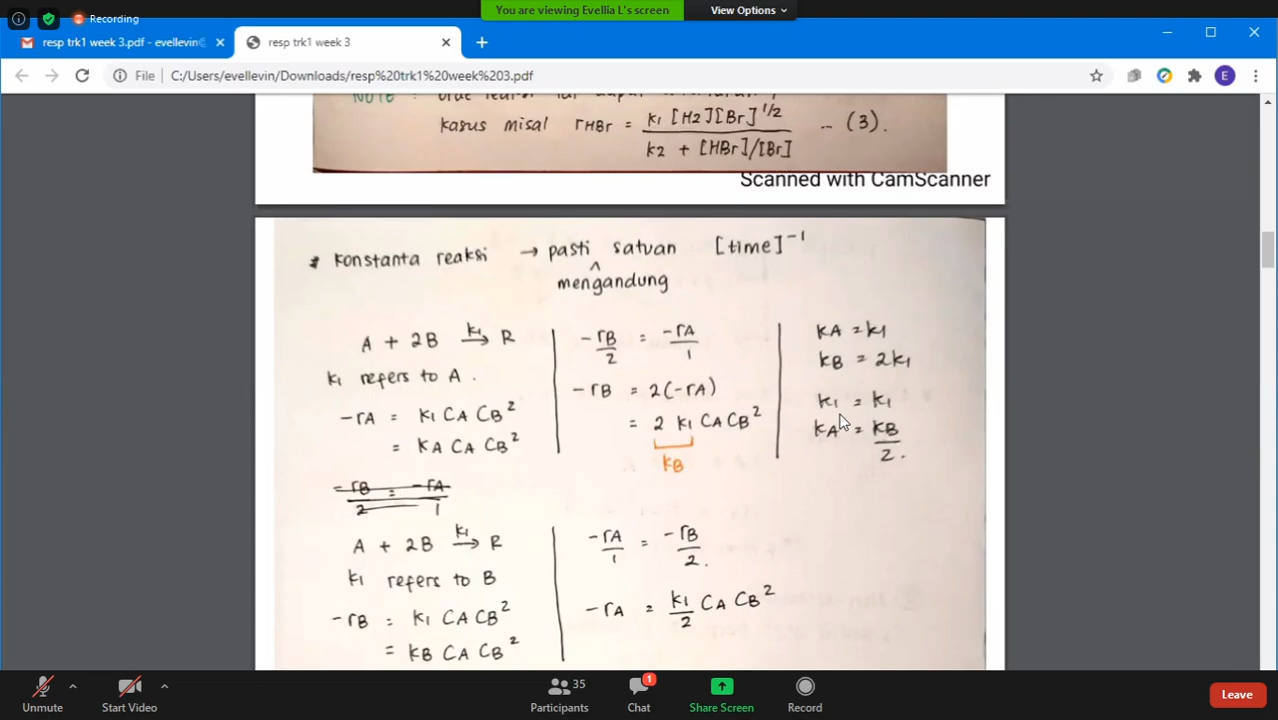 You are viewing Evellia L's screen
View Options
Recording
resp trk1 week 3.pdf - evellevin@
resp trk1 week 3
File
C:/Users/evellevin/Downloads/resp%20trk1%20week%203.pdf
E
NOTE :
kasus misal rHBr = k1 [H2][Br]^1/2 / k2 + [HBr]/[Br] ... (3).
Scanned with CamScanner
* Konstanta reaksi → pasti satuan [time]^-1
^
mengandung
A + 2B k1→ R
k1 refers to A.
-rA = k1 CA CB^2
= kA CA CB^2
-rB/2 = -rA/1
-rB/2 = -rA/1
-rB = 2(-rA)
= 2 k1 CA CB^2
kB
kA = k1
kB = 2k1
k1 = k1
kA = kB/2.
A + 2B k1→ R
k1 refers to B
-rB = k1 CA CB^2
= kB CA CB^2
-rA/1 = -rB/2.
-rA = k1/2 CA CB^2
Unmute
Start Video
35
Participants
1
Chat
Share Screen
Record
Leave